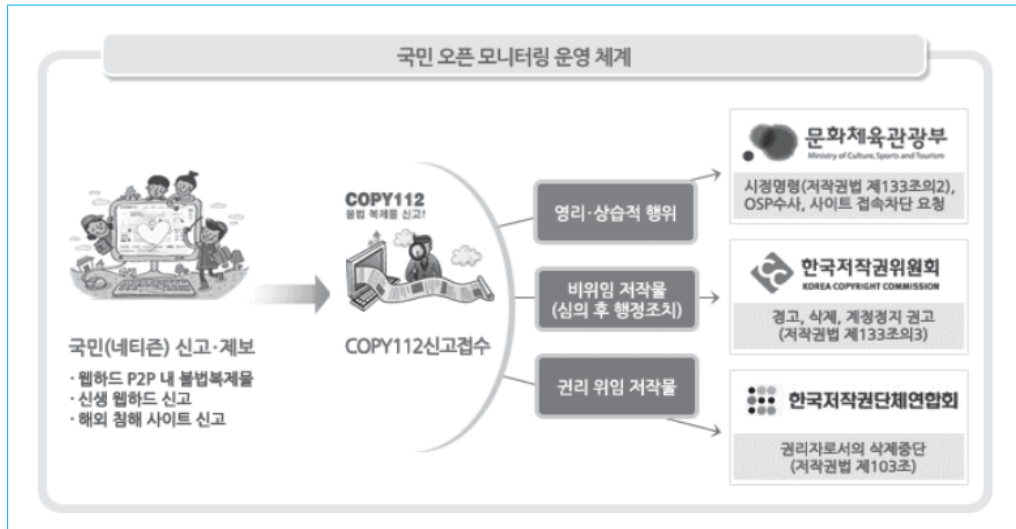 국민 오픈 모니터링 운영 체계
국민(네티즌) 신고·제보
· 웹하드 P2P 내 불법복제물
· 신생 웹하드 신고
· 해외 침해 사이트 신고
COPY112
불법 복제물 신고!
COPY112신고접수
영리·상습적 행위
비위임 저작물
(심의 후 행정조치)
권리 위임 저작물
문화체육관광부
Ministry of Culture, Sports and Tourism
시정명령(저작권법 제133조의2),
OSP수사, 사이트 접속차단 요청
한국저작권위원회
KOREA COPYRIGHT COMMISSION
경고, 삭제, 계정정지 권고
(저작권법 제133조의3)
한국저작권단체연합회
권리자로서의 삭제중단
(저작권법 제103조)